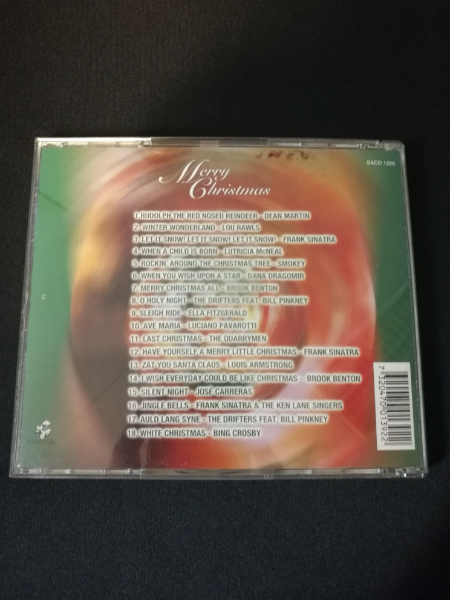 SACD 1226
Merry
Christmas
1 RUDOLPH THE RED NOSED REINDEER - DEAN MARTIN
2 WINTER WONDERLAND - LOU RAWLS
3 LET IT SNOW! LET IT SNOW! LET IT SNOW! - FRANK SINATRA
4 WHEN A CHILD IS BORN - LUTRICIA McNEAL
5 ROCKIN' AROUND THE CHRISTMAS TREE - SMOKEY
6 WHEN YOU WISH UPON A STAR - DANA DRAGOMIR
7 MERRY CHRISTMAS ALL - BROOK BENTON
8 O HOLY NIGHT - THE DRIFTERS FEAT. BILL PINKNEY
9 SLEIGH RIDE - ELLA FITZGERALD
10 AVE MARIA - LUCIANO PAVAROTTI
11 LAST CHRISTMAS - THE QUARRYMEN
12 HAVE YOURSELF A MERRY LITTLE CHRISTMAS - FRANK SINATRA
13 ZAT YOU SANTA CLAUS - LOUIS ARMSTRONG
14 I WISH EVERYDAY COULD BE LIKE CHRISTMAS - BROOK BENTON
15 SILENT NIGHT - JOSÉ CARRERAS
16 JINGLE BELLS - FRANK SINATRA & THE KEN LANE SINGERS
17 AULD LANG SYNE - THE DRIFTERS FEAT. BILL PINKNEY
18 WHITE CHRISTMAS - BING CROSBY
7 320470 113922